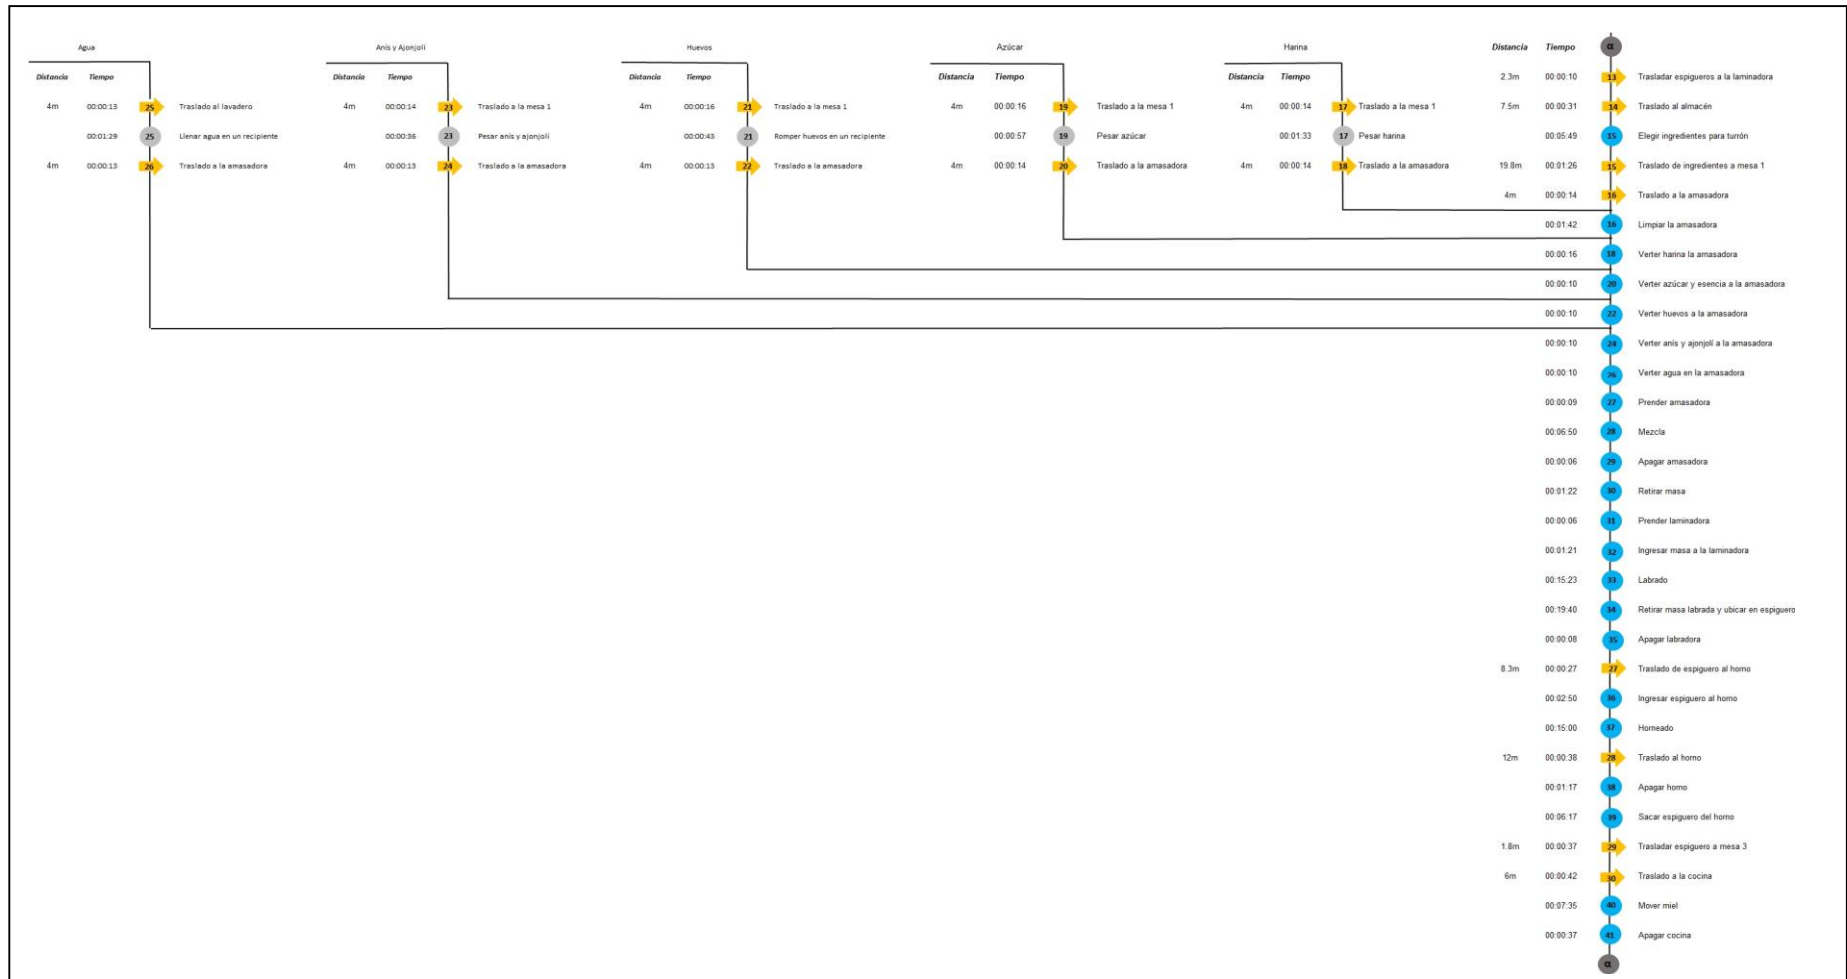 Agua
Distancia Tiempo
4m 00:00:13 25 Traslado al lavadero
00:01:29 25 Llenar agua en un recipiente
4m 00:00:13 26 Traslado a la amasadora
Anis y Ajonjolí
Distancia Tiempo
4m 00:00:14 23 Traslado a la mesa 1
00:00:36 23 Pesar anís y ajonjolí
4m 00:00:13 24 Traslado a la amasadora
Huevos
Distancia Tiempo
4m 00:00:16 21 Traslado a la mesa 1
00:00:43 21 Romper huevos en un recipiente
4m 00:00:13 22 Traslado a la amasadora
Azúcar
Distancia Tiempo
4m 00:00:16 19 Traslado a la mesa 1
00:00:57 19 Pesar azúcar
4m 00:00:14 20 Traslado a la amasadora
Harina
Distancia Tiempo
4m 00:00:14 17 Traslado a la mesa 1
00:01:33 17 Pesar harina
4m 00:00:14 18 Traslado a la amasadora
Distancia Tiempo α
2.3m 00:00:10 13 Trasladar espigueros a la laminadora
7.5m 00:00:31 14 Traslado al almacén
00:05:49 15 Elegir ingredientes para turrón
19.8m 00:01:26 15 Traslado de ingredientes a mesa 1
4m 00:00:14 16 Traslado a la amasadora
00:01:42 16 Limpiar la amasadora
00:00:16 18 Verter harina la amasadora
00:00:10 20 Verter azúcar y esencia a la amasadora
00:00:10 22 Verter huevos a la amasadora
00:00:10 24 Verter anís y ajonjolí a la amasadora
00:00:10 26 Verter agua en la amasadora
00:00:09 27 Prender amasadora
00:06:50 28 Mezcla
00:00:06 29 Apagar amasadora
00:01:22 30 Retirar masa
00:00:06 31 Prender laminadora
00:01:21 32 Ingresar masa a la laminadora
00:15:23 33 Labrado
00:19:40 34 Retirar masa labrada y ubicar en espiguero
00:00:08 35 Apagar labradora
8.3m 00:00:27 27 Traslado de espiguero al horno
00:02:50 36 Ingresar espiguero al horno
00:15:00 37 Horneado
12m 00:00:38 28 Traslado al horno
00:01:17 38 Apagar horno
00:06:17 39 Sacar espiguero del horno
1.8m 00:00:37 29 Trasladar espiguero a mesa 3
6m 00:00:42 30 Traslado a la cocina
00:07:35 40 Mover miel
00:00:37 41 Apagar cocina
α